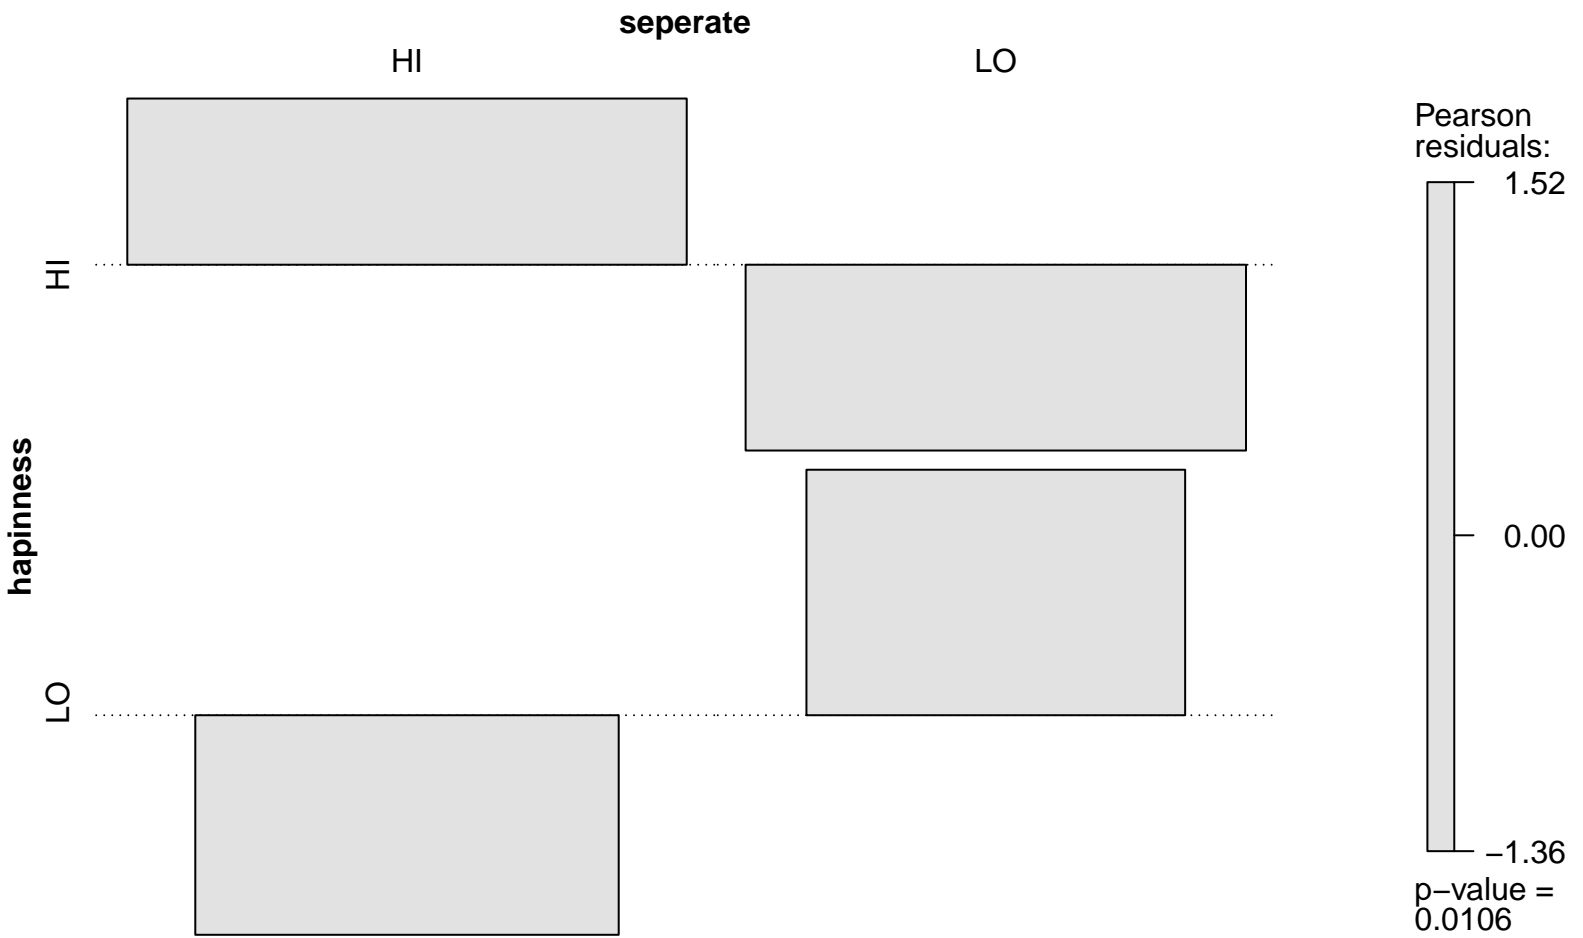 seperate
HI
LO
Pearson
residuals:
1.52
HI
0.00
hapinness
LO
−1.36
p−value =
0.0106